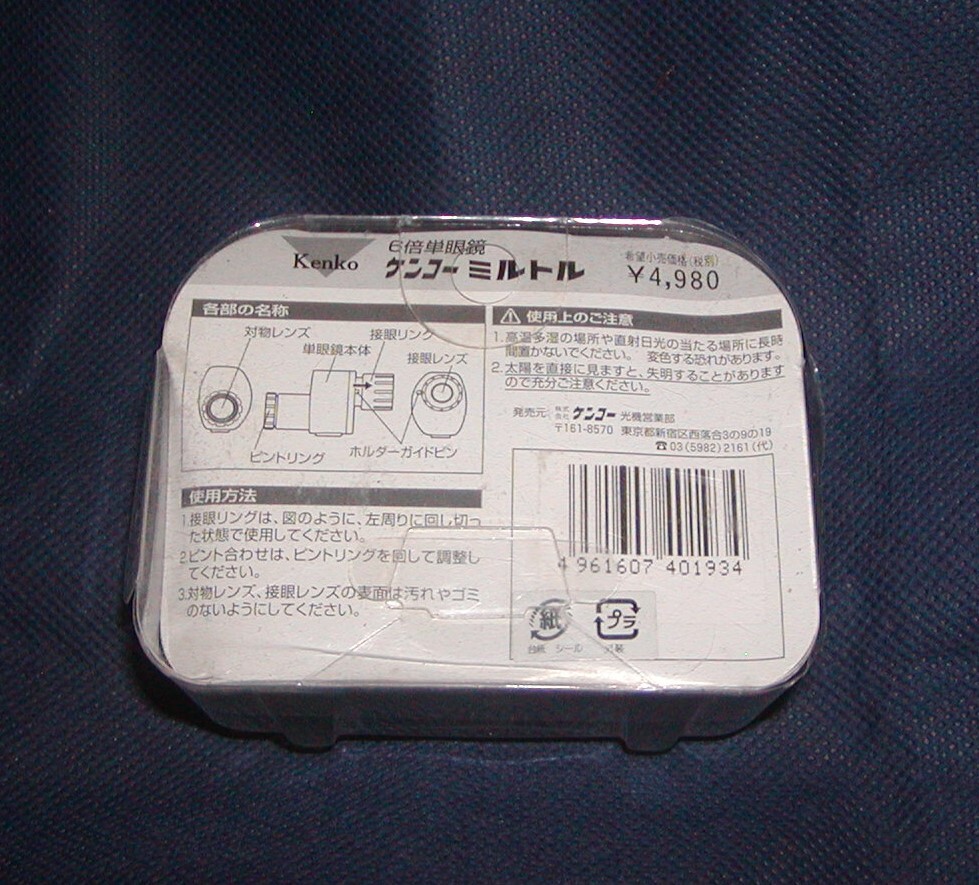 Kenko
6倍単眼鏡
ケンコー ミルトル
希望小売価格(税別)
￥4,980
各部の名称
対物レンズ
単眼鏡本体
接眼リング
接眼レンズ
ピントリング
ホルダーガイドピン
使用方法
1.接眼リングは、図のように、左周りに回し切っ
た状態で使用してください。
2.ピント合わせは、ピントリングを回して調整し
てください。
3.対物レンズ、接眼レンズの表面は汚れやゴミ
のないようにしてください。
使用上のご注意
1.高温多湿の場所や直射日光の当たる場所に長時
間置かないでください。 変色する恐れがあります。
2.太陽を直接に見ますと、失明することがあります
ので充分ご注意ください。
発売元 株式会社 ケンコー 光機営業部
〒161-8570 東京都新宿区西落合3の9の19
☎03(5982)2161(代)
4 961607 401934
紙
台紙 シール
プラ